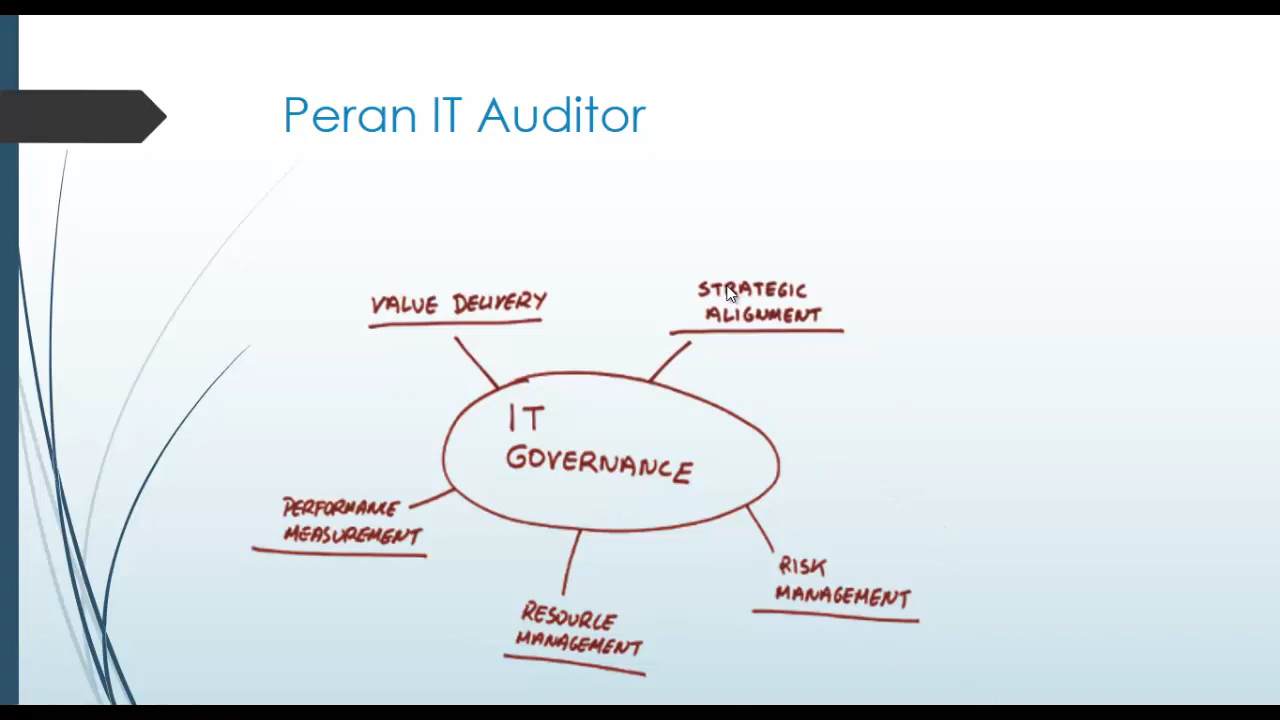 Peran IT Auditor
VALUE DELIVERY
STRATEGIC
ALIGNMENT
IT
GOVERNANCE
PERFORMANCE
MEASUREMENT
RISK
MANAGEMENT
RESOURCE
MANAGEMENT